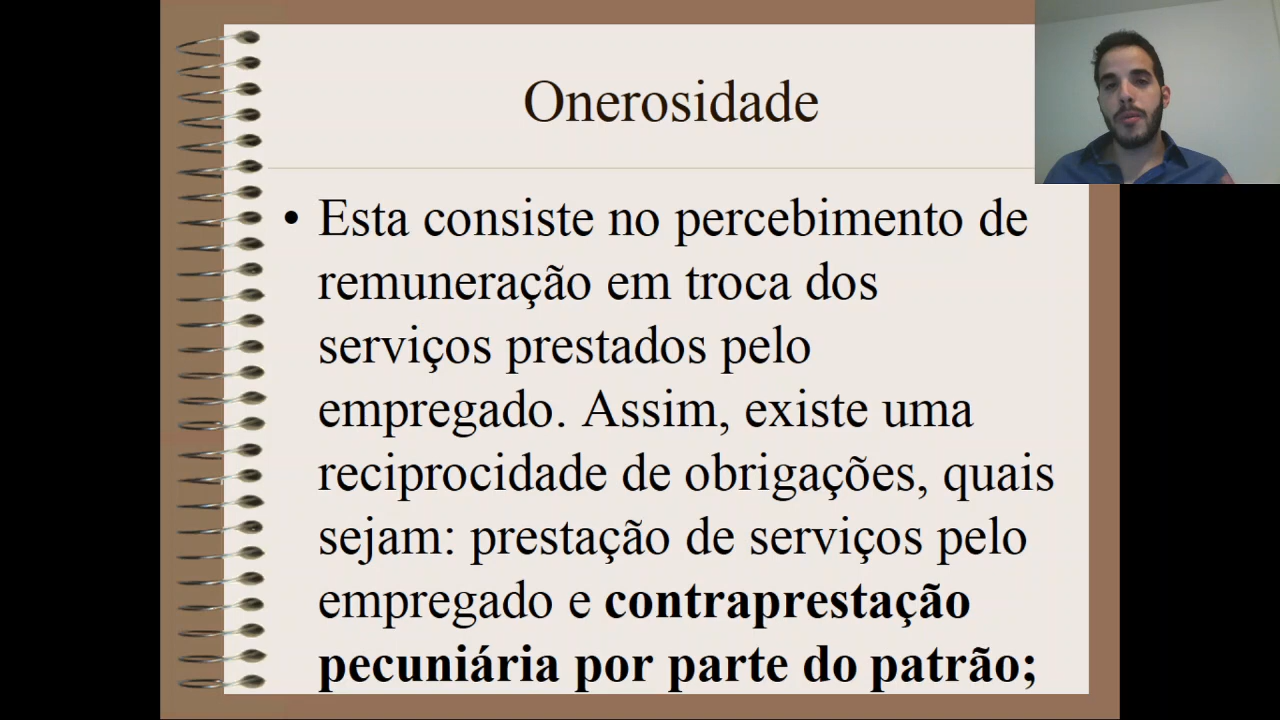 Onerosidade
• Esta consiste no percebimento de
remuneração em troca dos
serviços prestados pelo
empregado. Assim, existe uma
reciprocidade de obrigações, quais
sejam: prestação de serviços pelo
empregado e contraprestação
pecuniária por parte do patrão;